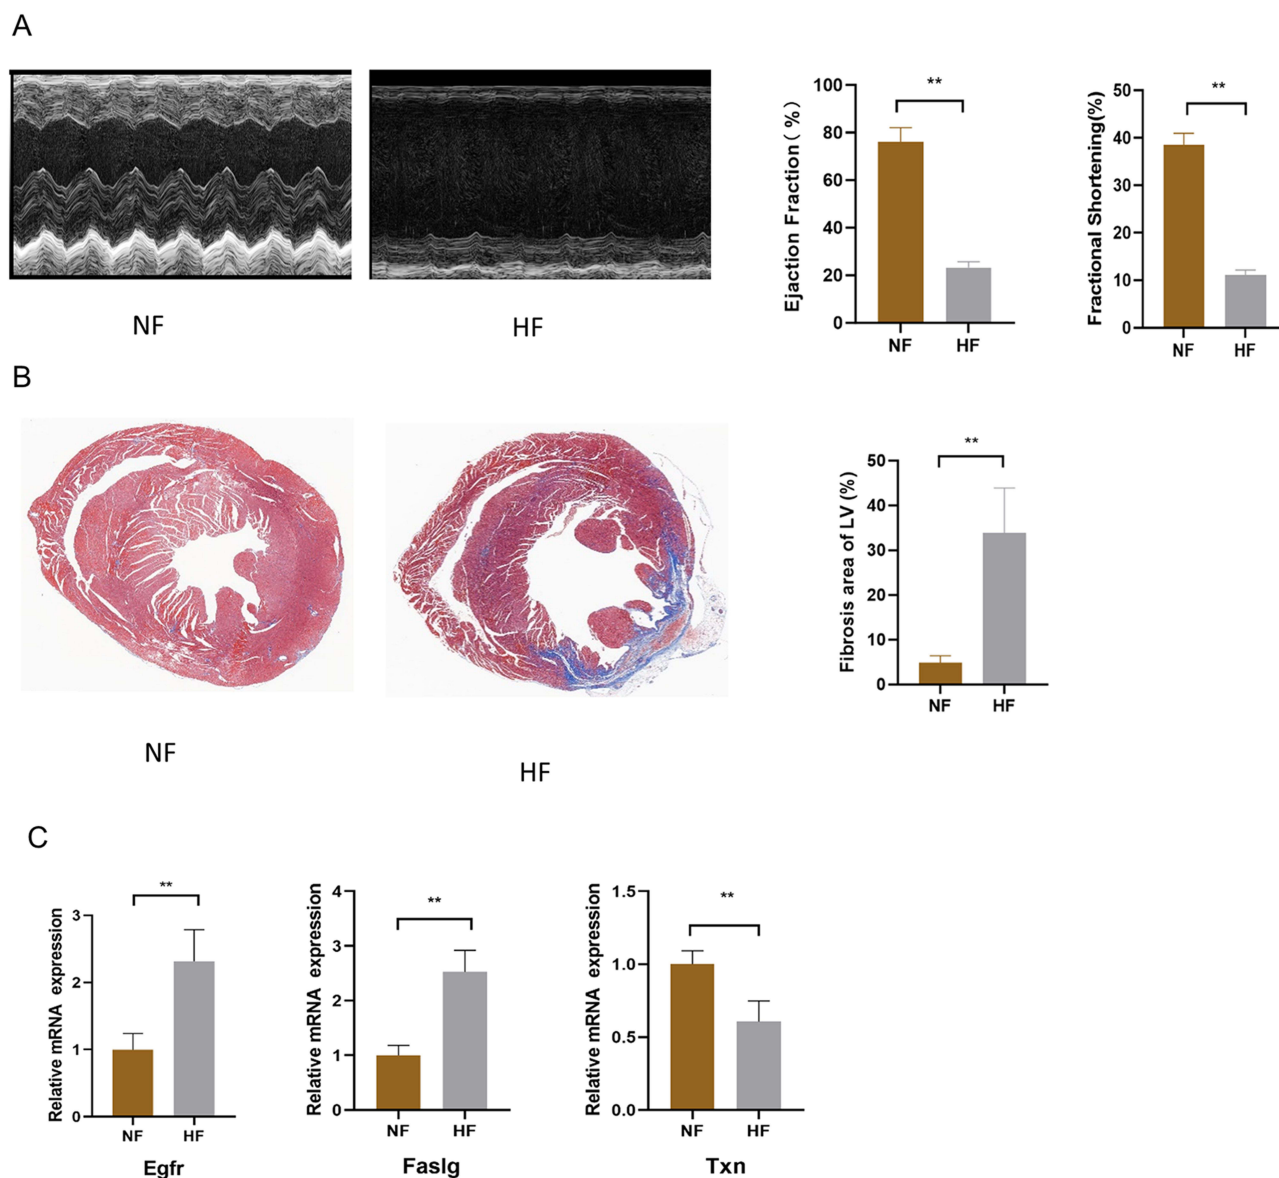 A
NF
HF
Ejaction Fraction (%)
100
80
60
40
20
0
**
NF
HF
Fractional Shortening(%)
50
40
30
20
10
0
**
NF
HF
B
NF
HF
Fibrosis area of LV (%)
50
40
30
20
10
0
**
NF
HF
C
Relative mRNA expression
3
2
1
0
**
NF
HF
Egfr
Relative mRNA expression
4
3
2
1
0
**
NF
HF
Faslg
Relative mRNA expression
1.5
1.0
0.5
0.0
**
NF
HF
Txn